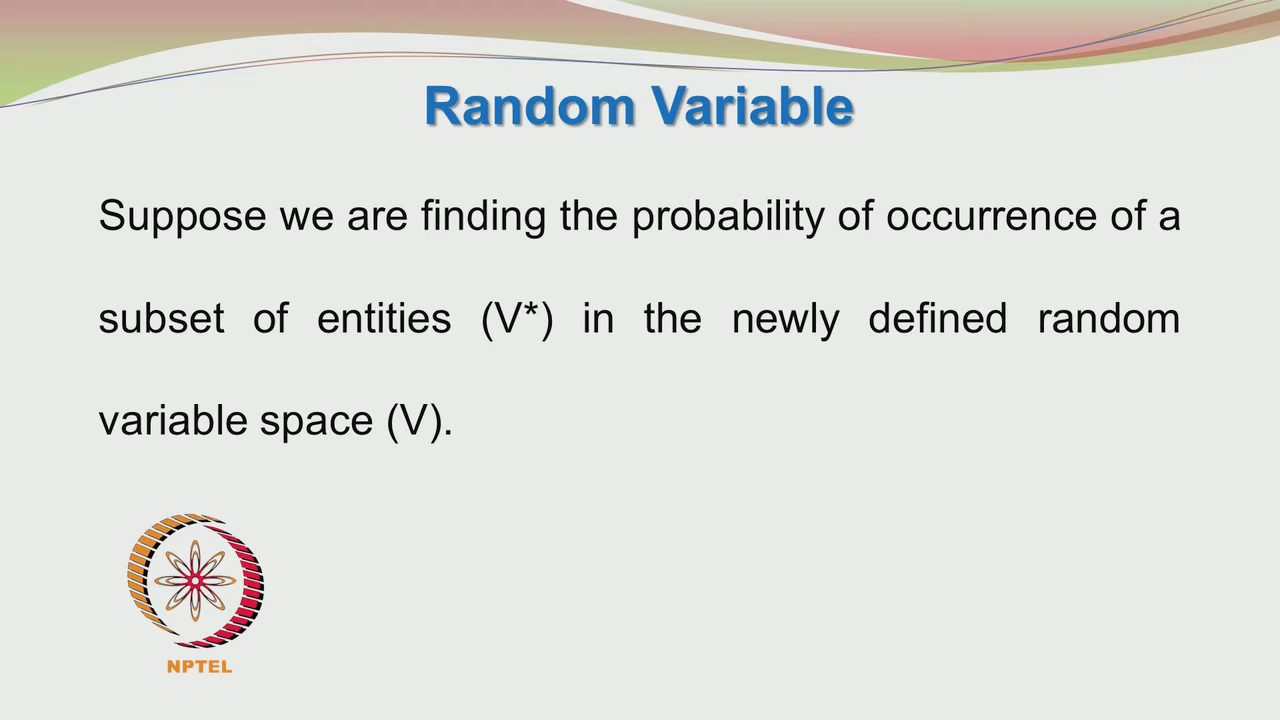 Random Variable
Suppose we are finding the probability of occurrence of a
subset of entities (V*) in the newly defined random
variable space (V).
NPTEL